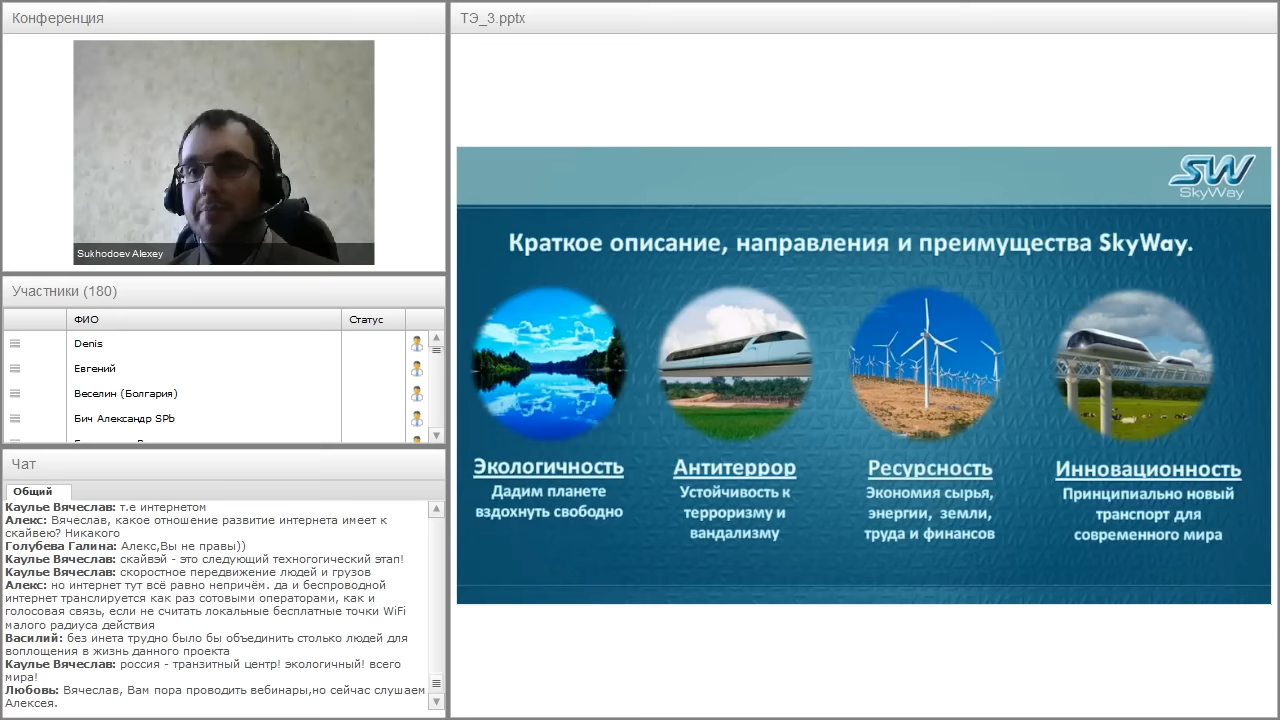 Конференция
Sukhodoev Alexey
Участники (180)
ФИО
Статус
Denis
Евгений
Веселин (Болгария)
Бич Александр SPb
Чат
Общий
Каулье Вячеслав: т.е интернетом
Алекс: Вячеслав, какое отношение развитие интернета имеет к
скайвею? Никакого
Голубева Галина: Алекс,Вы не правы))
Каулье Вячеслав: скайвэй - это следующий техногогический этап!
Каулье Вячеслав: скоростное передвижение людей и грузов
Алекс: но интернет тут всё равно непричём. да и беспроводной
интернет транслируется как раз сотовыми операторами, как и
голосовая связь, если не считать локальные бесплатные точки WiFi
малого радиуса действия
Василий: без инета трудно было бы объединить столько людей для
воплощения в жизнь данного проекта
Каулье Вячеслав: россия - транзитный центр! экологичный! всего
мира!
Любовь: Вячеслав, Вам пова проводить вебинары,но сейчас слушаем
Алексея.
ТЭ_3.pptx
SW
SkyWay
Краткое описание, направления и преимущества SkyWay.
Экологичность
Дадим планете
вздохнуть свободно
Антитеррор
Устойчивость к
терроризму и
вандализму
Ресурсность
Экономия сырья,
энергии, земли,
труда и финансов
Инновационность
Принципиально новый
транспорт для
современного мира